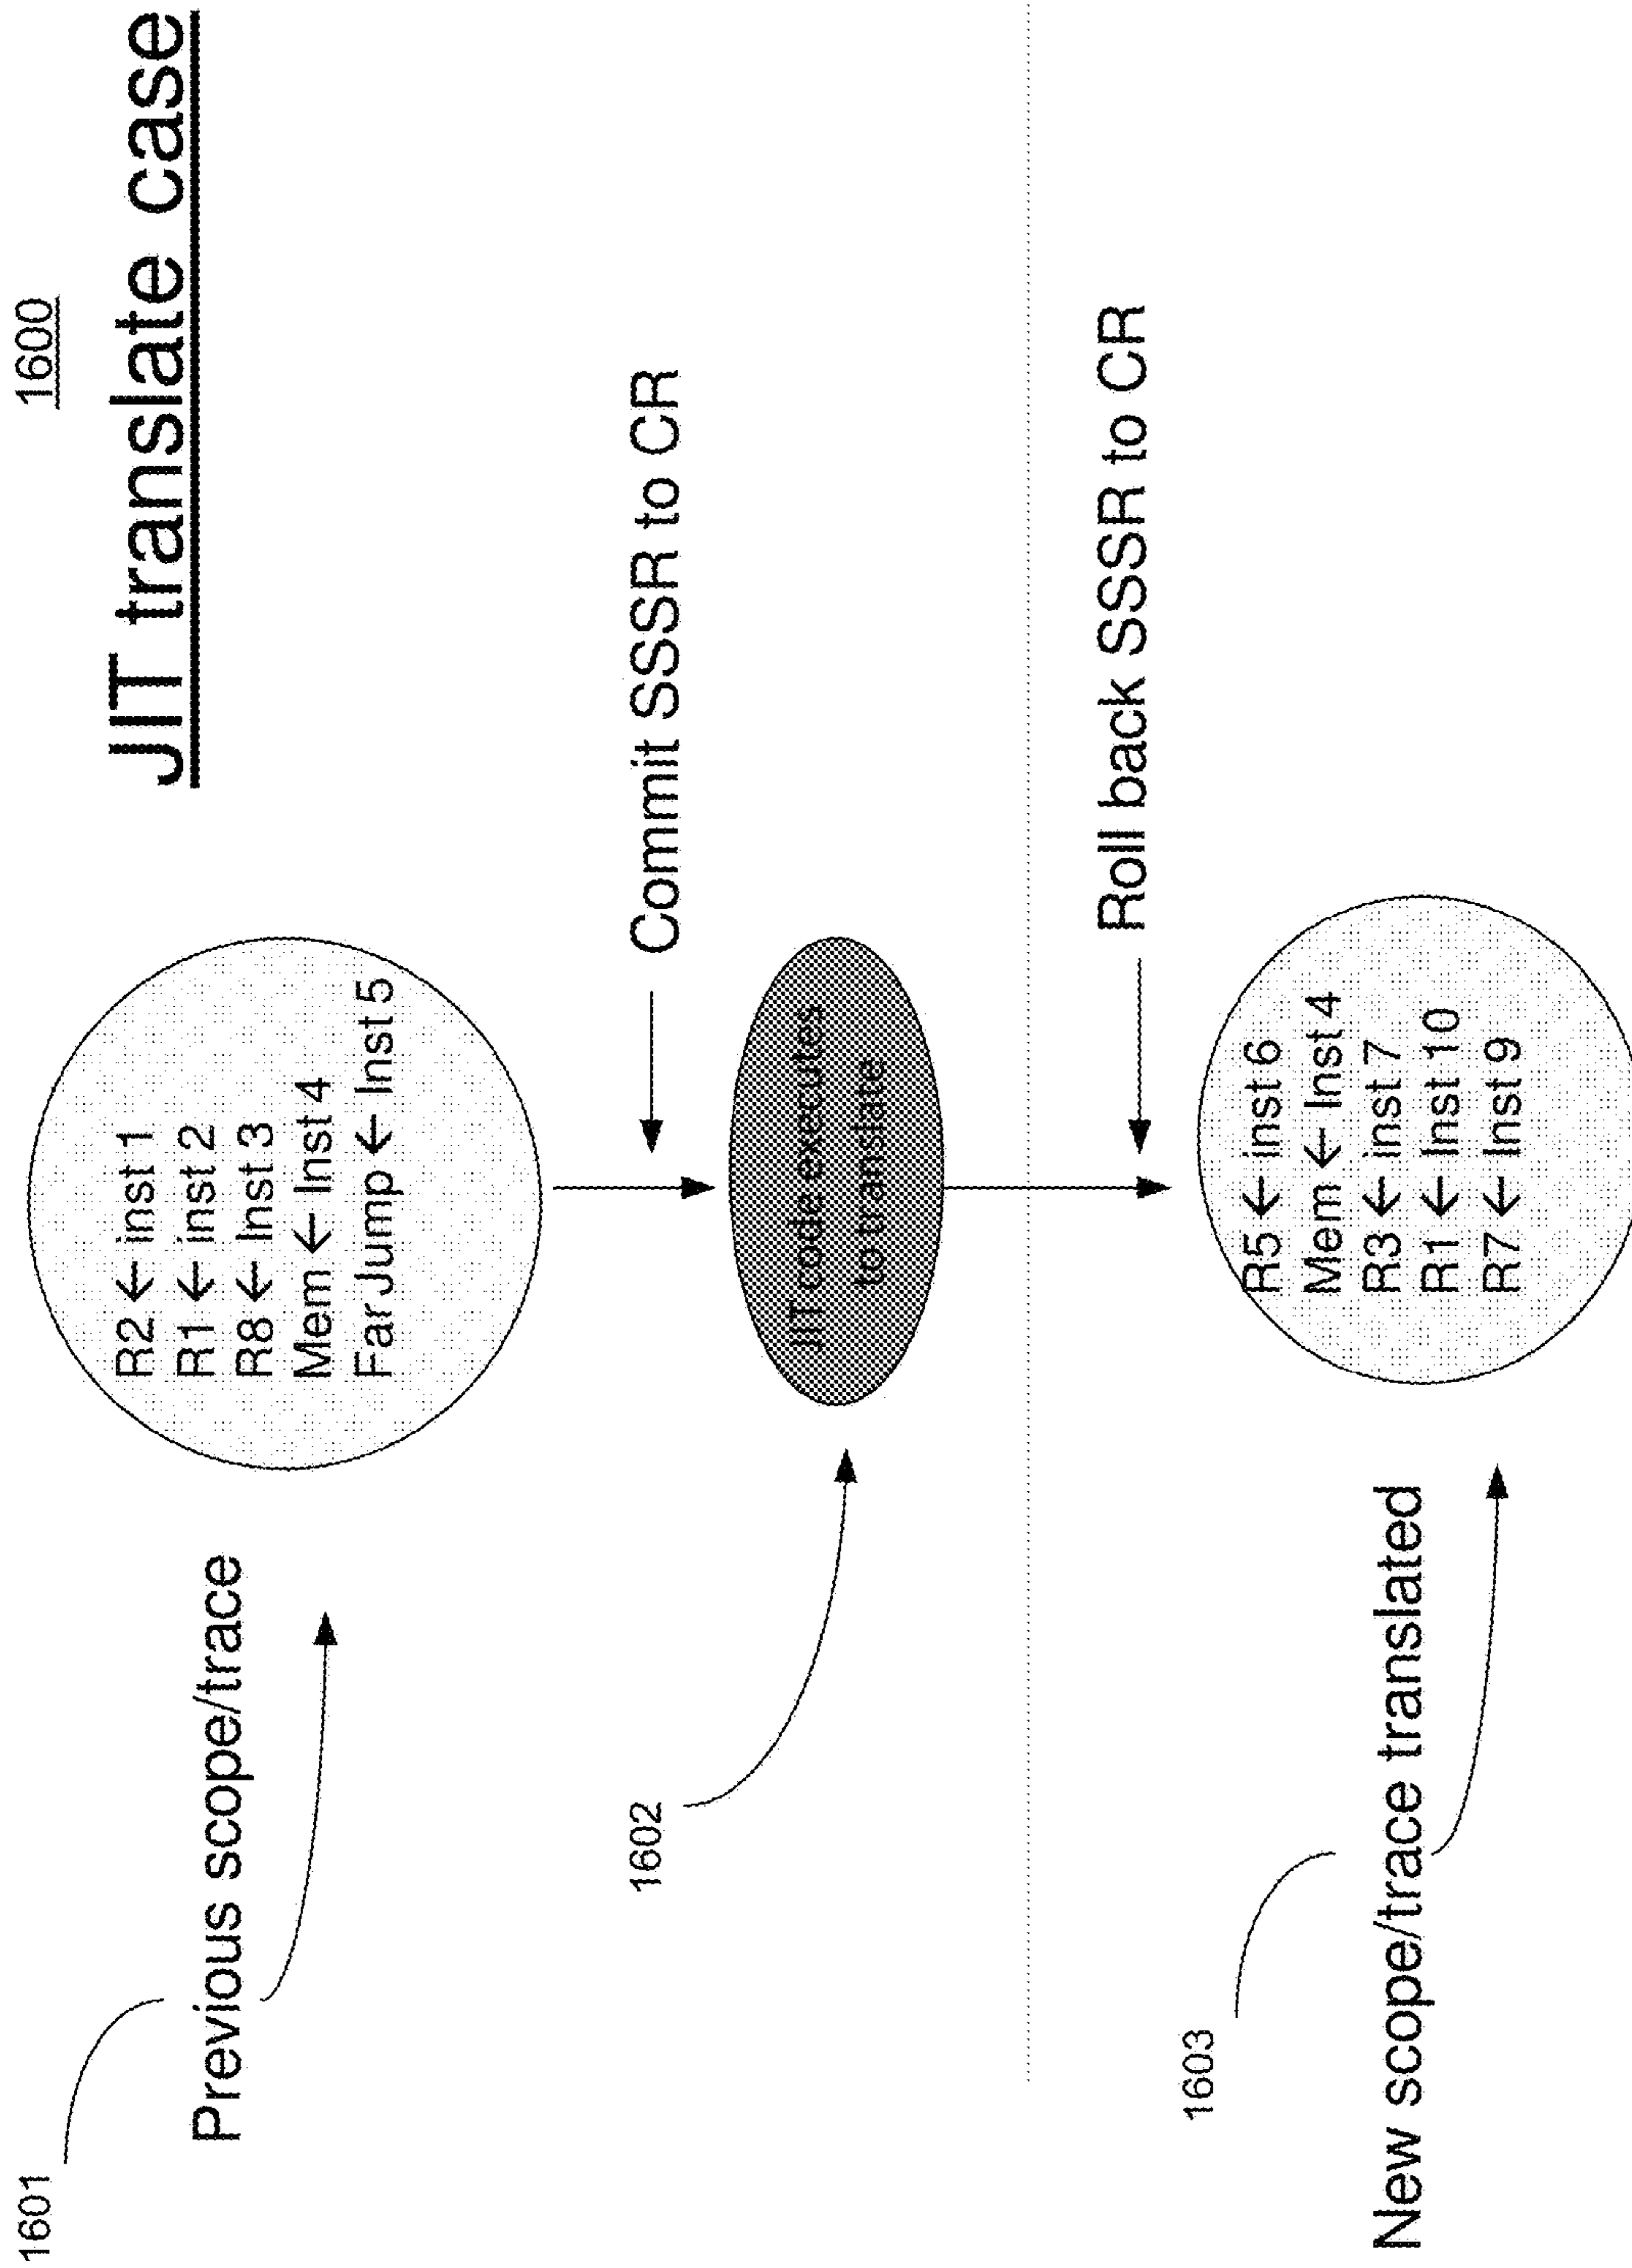 1600
JIT translate case
1601
Previous scope/trace
R2 ← inst 1
R1 ← inst 2
R8 ← Inst 3
Mem ← Inst 4
Far Jump ← Inst 5
Commit SSSR to CR
1602
JIT code executes
to translate
Roll back SSSR to CR
1603
New scope/trace translated
R5 ← inst 6
Mem ← Inst 4
R3 ← inst 7
R1 ← Inst 10
R7 ← Inst 9